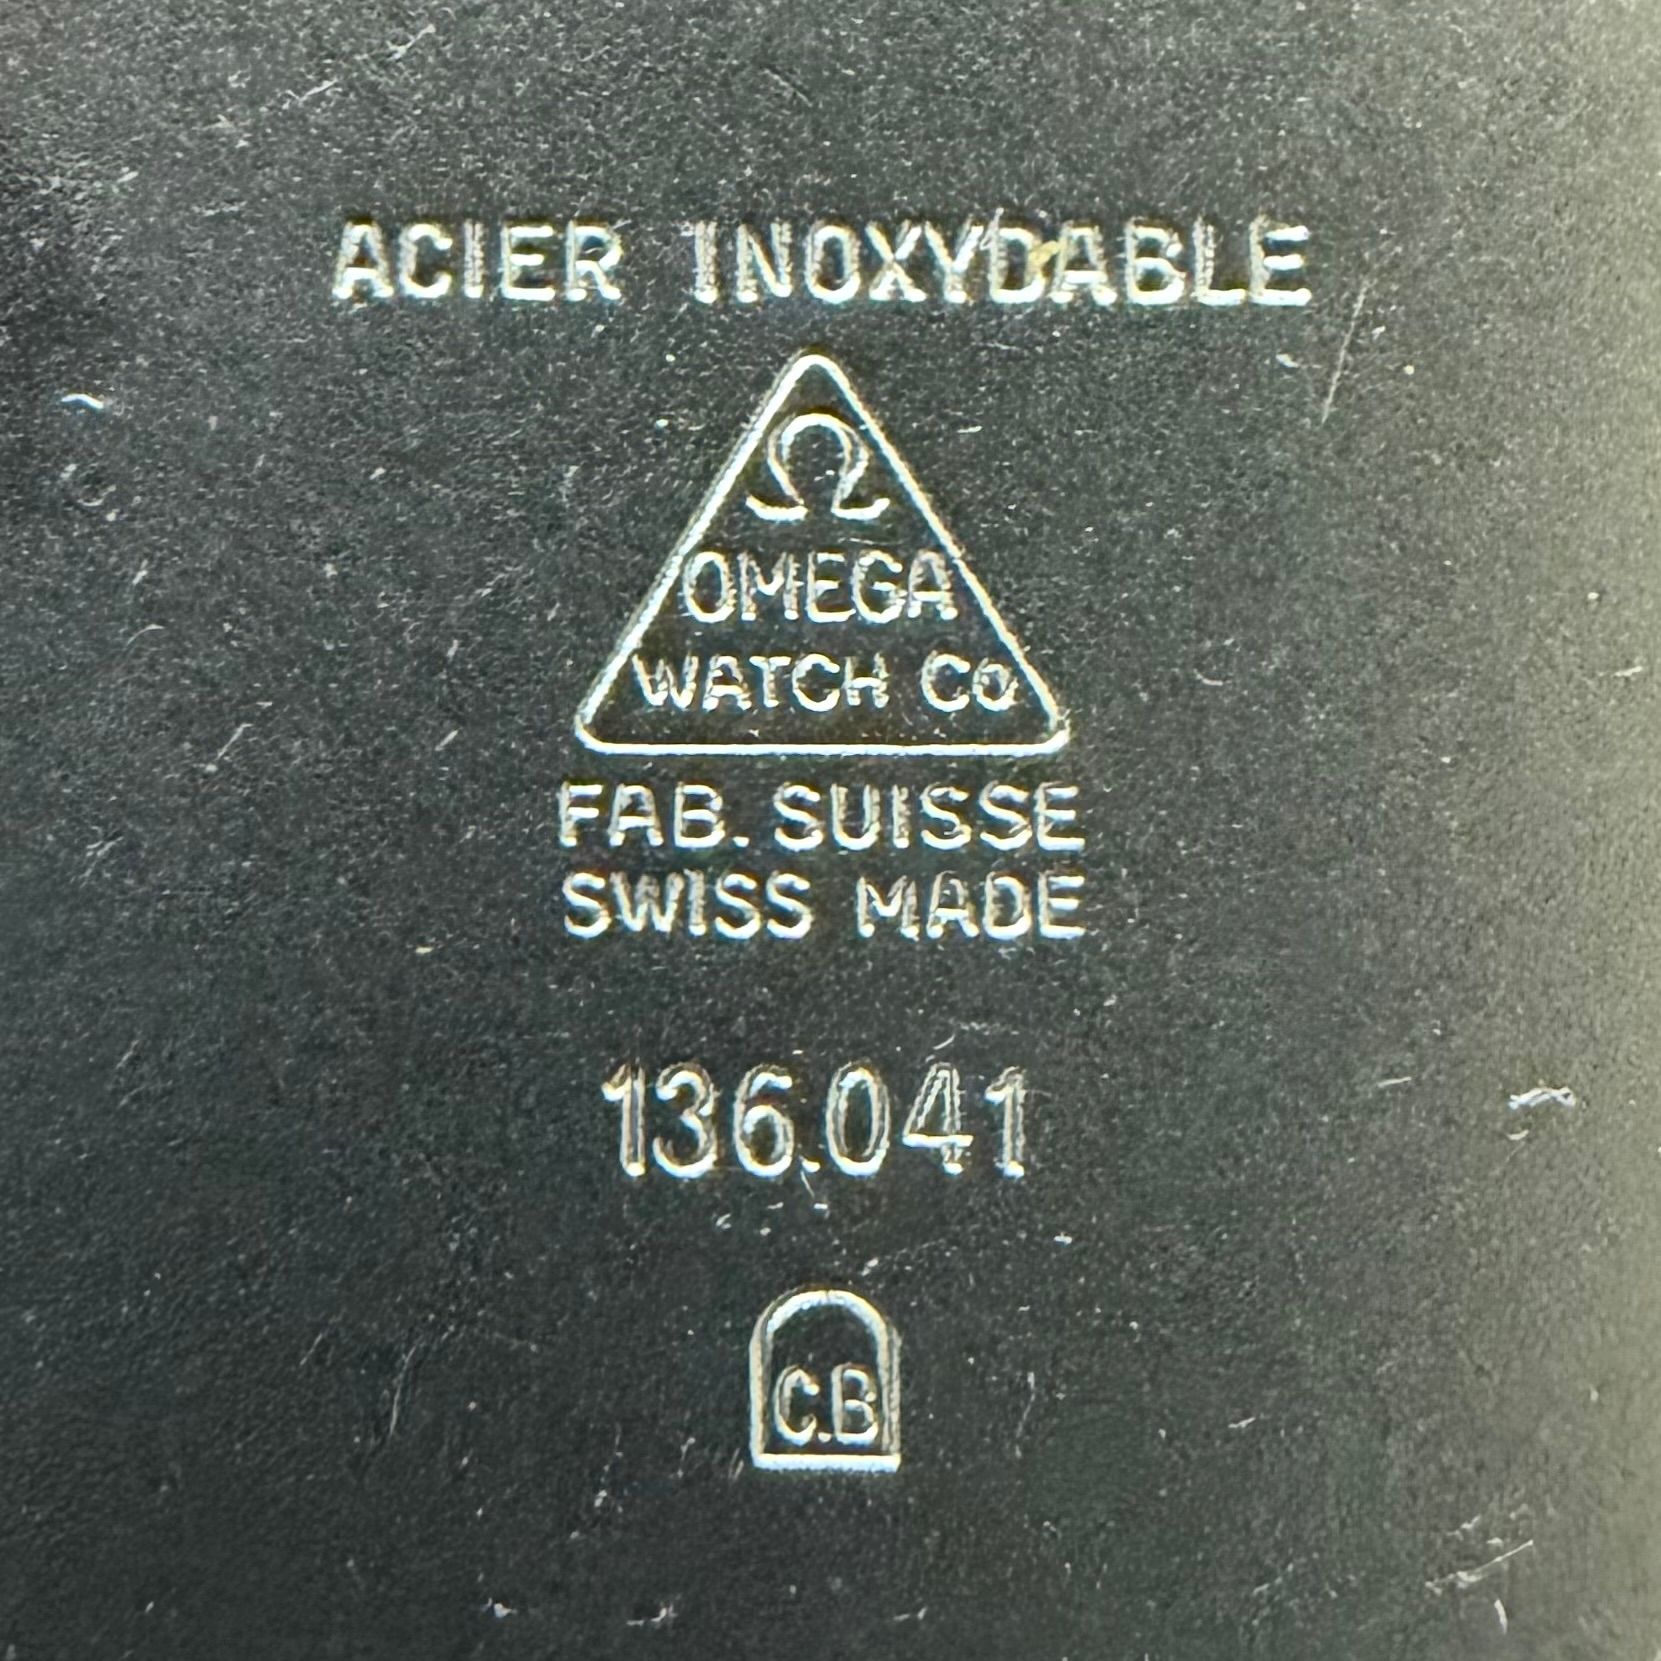 ACIER INOXYDABLE
Ω
OMEGA
WATCH Co
FAB. SUISSE
SWISS MADE
136.041
C.B